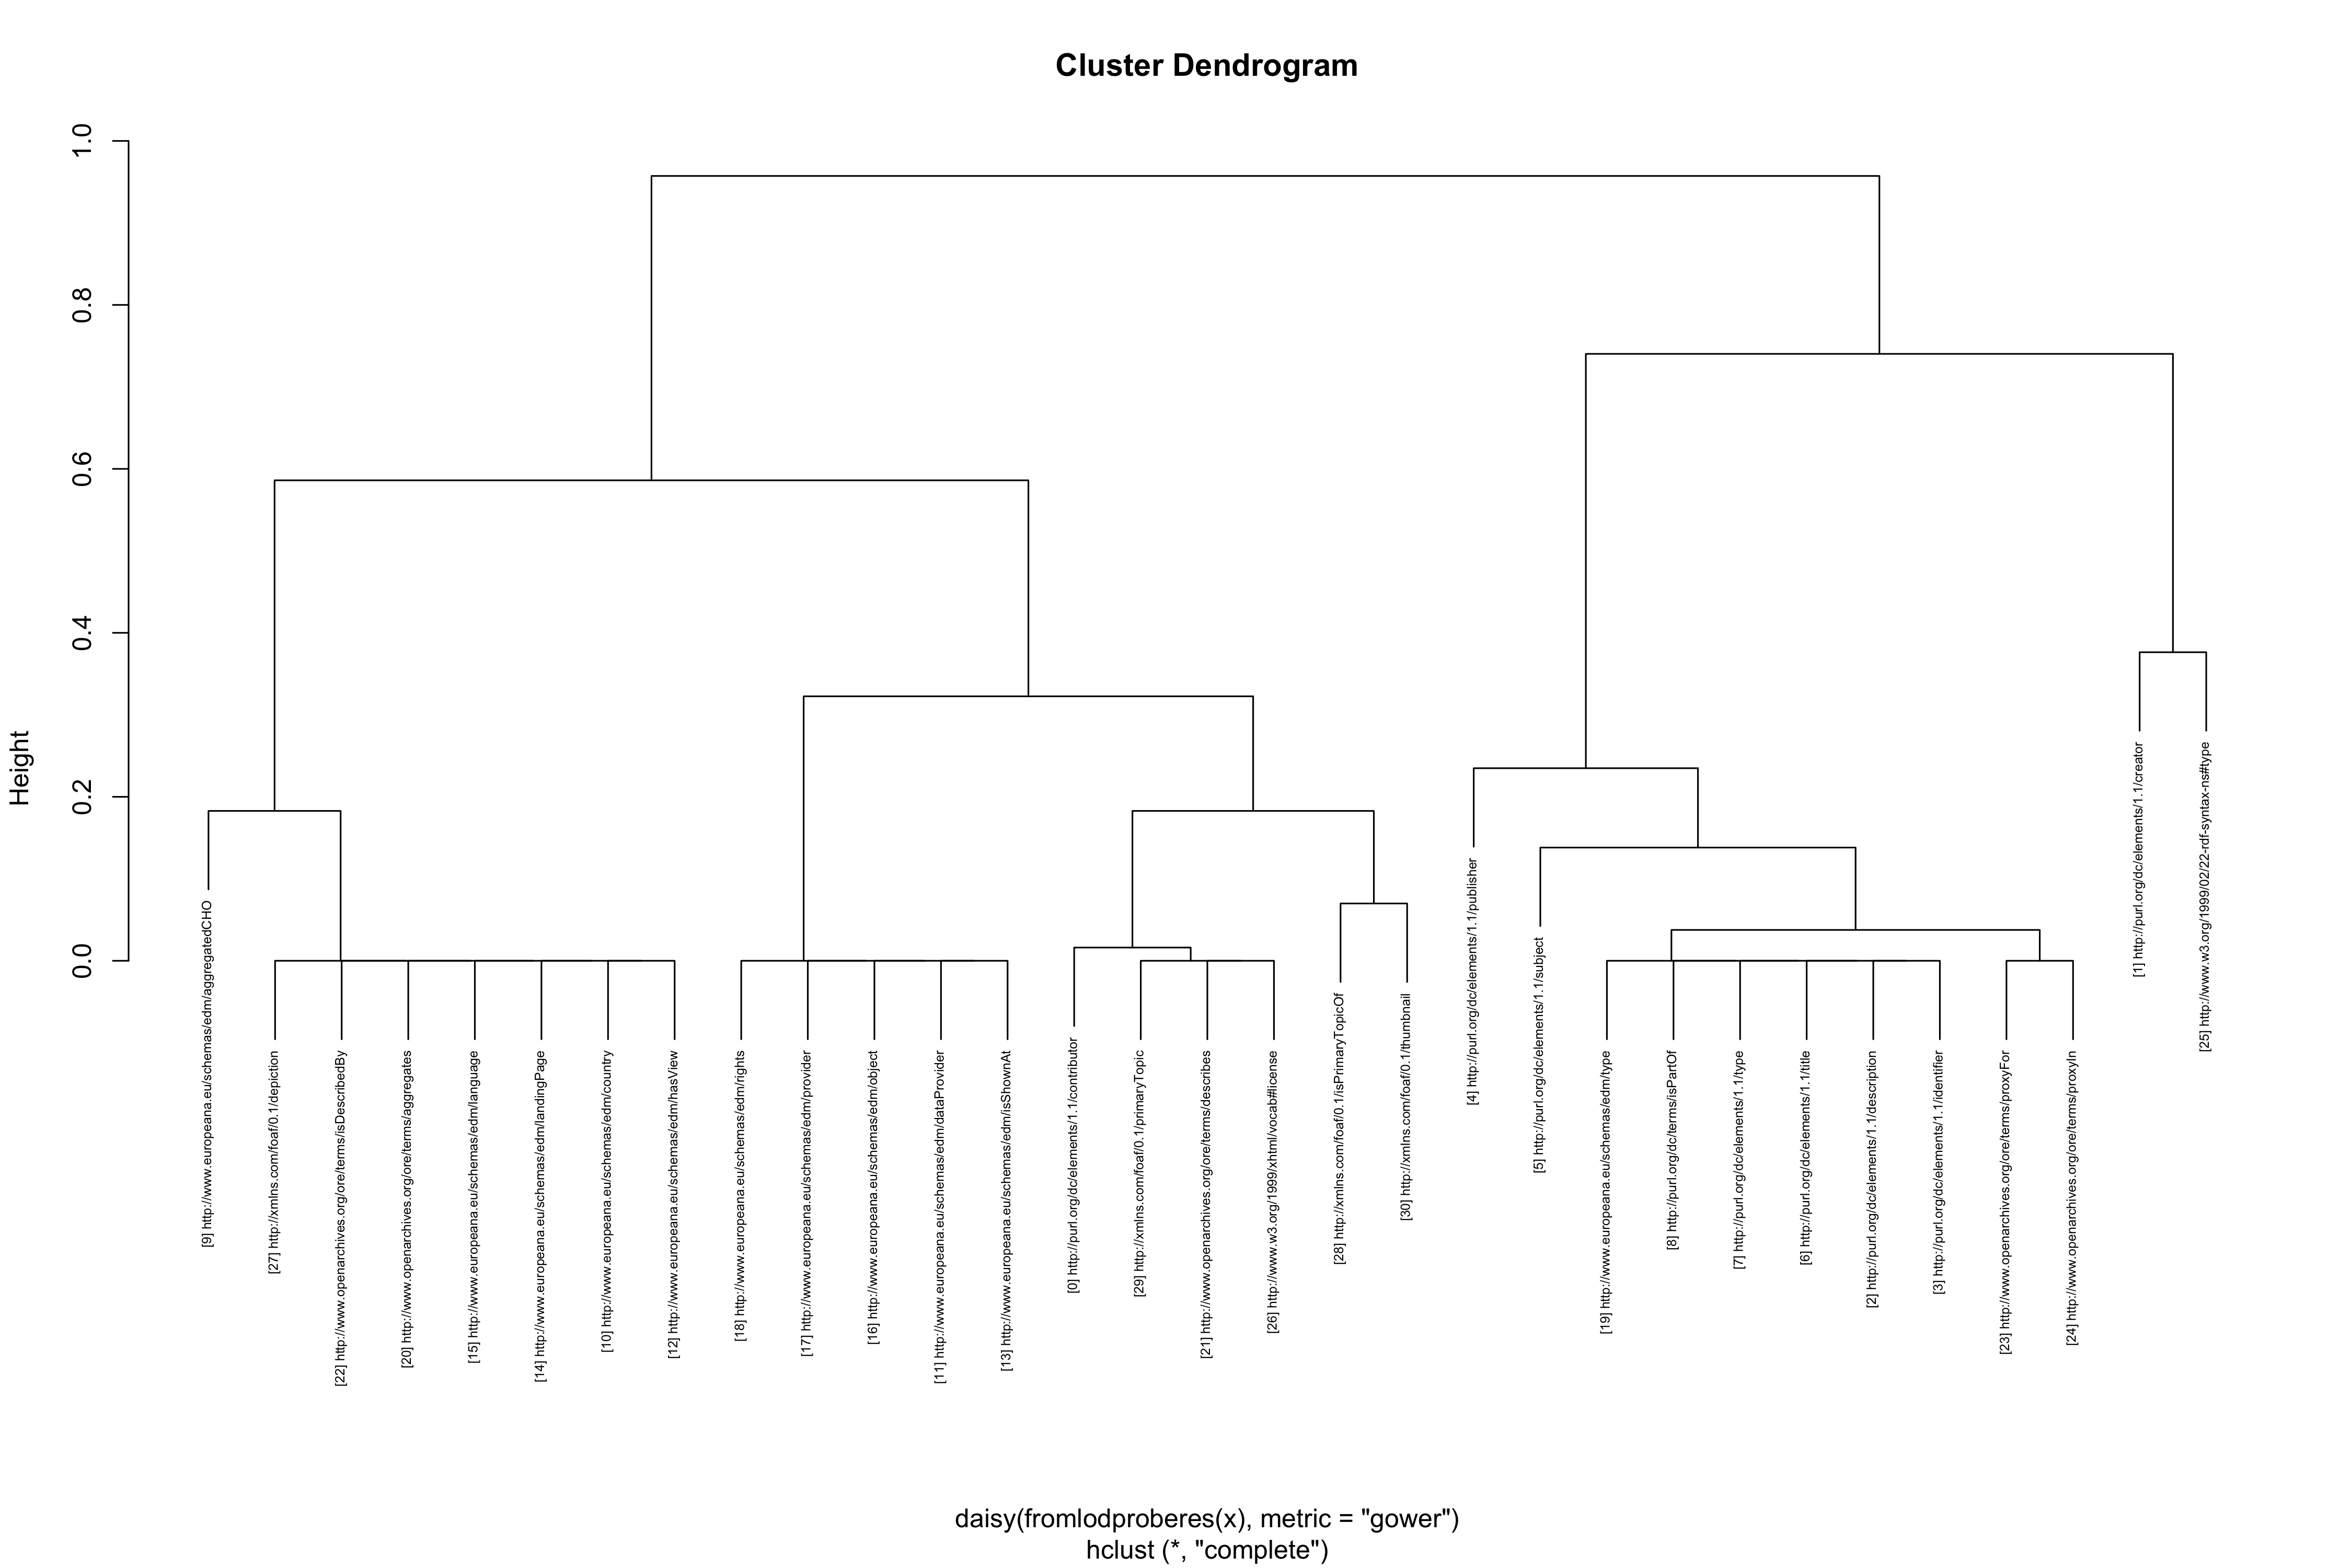 Cluster Dendrogram
Height
1.0
0.8
0.6
0.4
0.2
0.0
[9] http://www.europeana.eu/schemas/edm/aggregatedCHO
[27] http://xmlns.com/foaf/0.1/depiction
[22] http://www.openarchives.org/ore/terms/isDescribedBy
[20] http://www.openarchives.org/ore/terms/aggregates
[15] http://www.europeana.eu/schemas/edm/language
[14] http://www.europeana.eu/schemas/edm/landingPage
[10] http://www.europeana.eu/schemas/edm/country
[12] http://www.europeana.eu/schemas/edm/hasView
[18] http://www.europeana.eu/schemas/edm/rights
[17] http://www.europeana.eu/schemas/edm/provider
[16] http://www.europeana.eu/schemas/edm/object
[11] http://www.europeana.eu/schemas/edm/dataProvider
[13] http://www.europeana.eu/schemas/edm/isShownAt
[0] http://purl.org/dc/elements/1.1/contributor
[29] http://xmlns.com/foaf/0.1/primaryTopic
[21] http://www.openarchives.org/ore/terms/describes
[26] http://www.w3.org/1999/xhtml/vocab#license
[28] http://xmlns.com/foaf/0.1/isPrimaryTopicOf
[30] http://xmlns.com/foaf/0.1/thumbnail
[4] http://purl.org/dc/elements/1.1/publisher
[5] http://purl.org/dc/elements/1.1/subject
[19] http://www.europeana.eu/schemas/edm/type
[8] http://purl.org/dc/terms/isPartOf
[7] http://purl.org/dc/elements/1.1/type
[6] http://purl.org/dc/elements/1.1/title
[2] http://purl.org/dc/elements/1.1/description
[3] http://purl.org/dc/elements/1.1/identifier
[23] http://www.openarchives.org/ore/terms/proxyFor
[24] http://www.openarchives.org/ore/terms/proxyIn
[1] http://purl.org/dc/elements/1.1/creator
[25] http://www.w3.org/1999/02/22-rdf-syntax-ns#type
daisy(fromlodproberes(x), metric = "gower")
hclust (*, "complete")